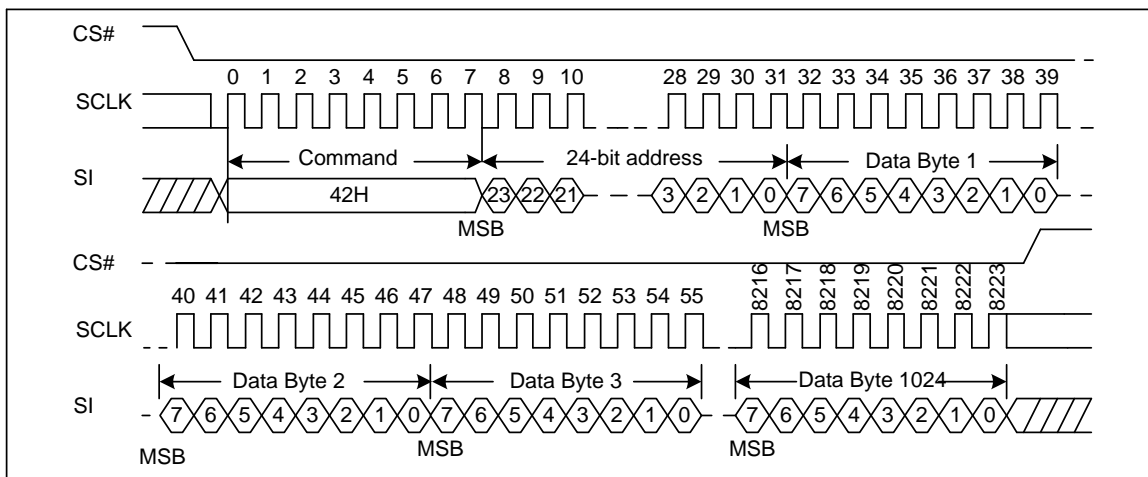 CS#
0 1 2 3 4 5 6 7 8 9 10 28 29 30 31 32 33 34 35 36 37 38 39
SCLK
Command 24-bit address Data Byte 1
SI 42H 23 22 21 3 2 1 0 7 6 5 4 3 2 1 0
MSB MSB
CS#
40 41 42 43 44 45 46 47 48 49 50 51 52 53 54 55 8216 8217 8218 8219 8220 8221 8222 8223
SCLK
Data Byte 2 Data Byte 3 Data Byte 1024
SI 7 6 5 4 3 2 1 0 7 6 5 4 3 2 1 0 7 6 5 4 3 2 1 0
MSB MSB MSB